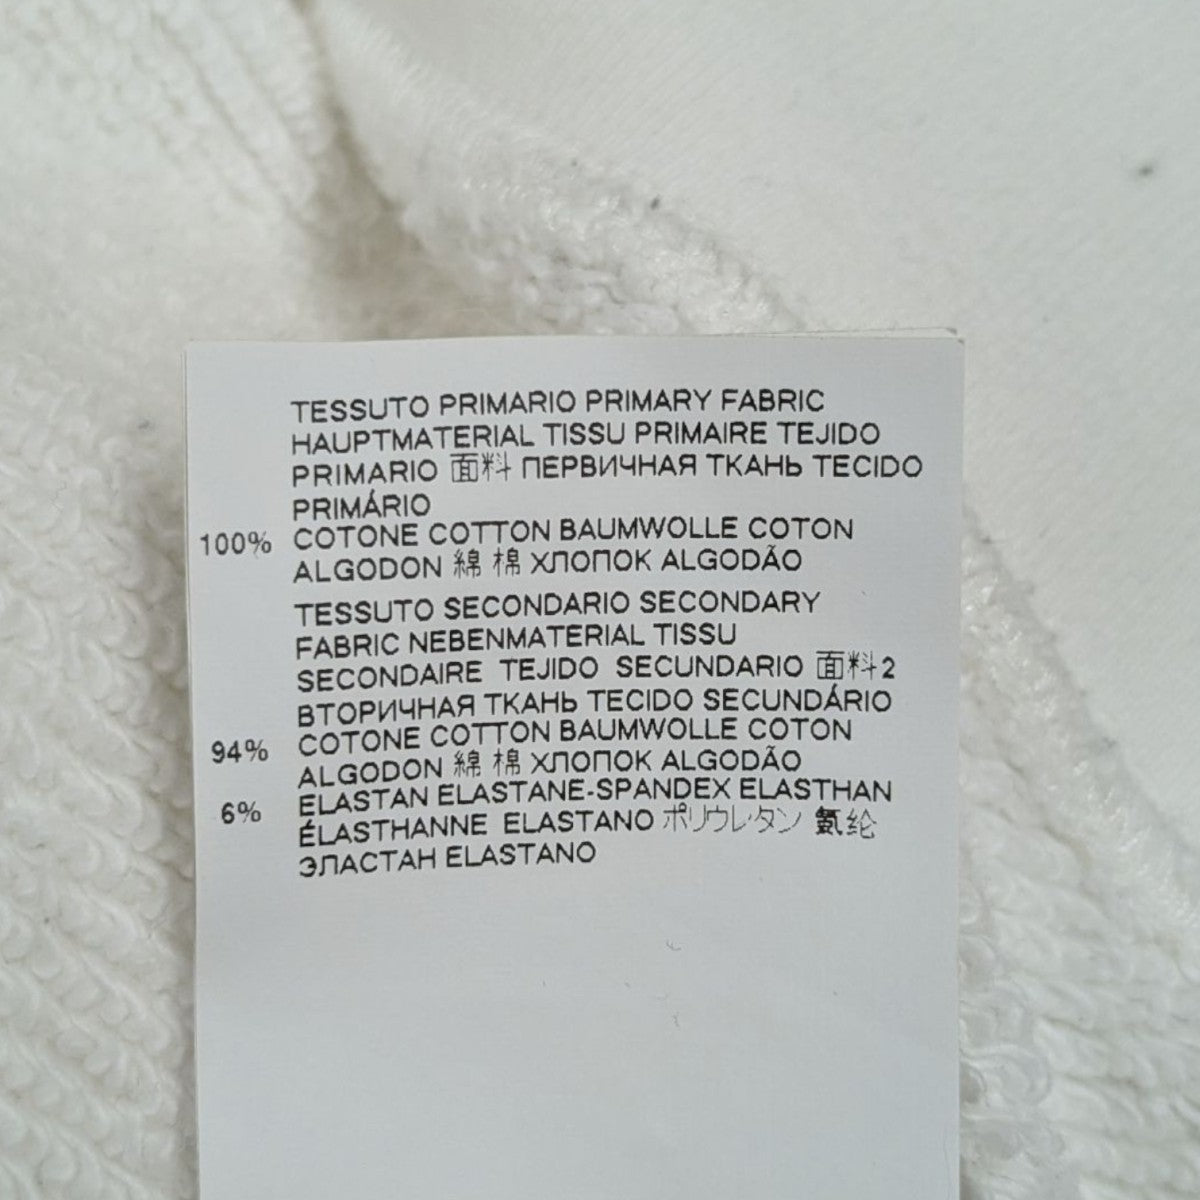 TESSUTO PRIMARIO PRIMARY FABRIC
HAUPTMATERIAL TISSU PRIMAIRE TEJIDO
PRIMARIO 面料 ПЕРВИЧНАЯ ТКАНЬ TECIDO
PRIMÁRIO
100% COTONE COTTON BAUMWOLLE COTON
ALGODON 綿 棉 ХЛОПОК ALGODÃO
TESSUTO SECONDARIO SECONDARY
FABRIC NEBENMATERIAL TISSU
SECONDAIRE TEJIDO SECUNDARIO 面料2
ВТОРИЧНАЯ ТКАНЬ TECIDO SECUNDÁRIO
94% COTONE COTTON BAUMWOLLE COTON
ALGODON 綿 棉 ХЛОПОК ALGODÃO
6% ELASTAN ELASTANE-SPANDEX ELASTHAN
ÉLASTHANNE ELASTANO ポリウレタン 氨纶
ЭЛАСТАН ELASTANO